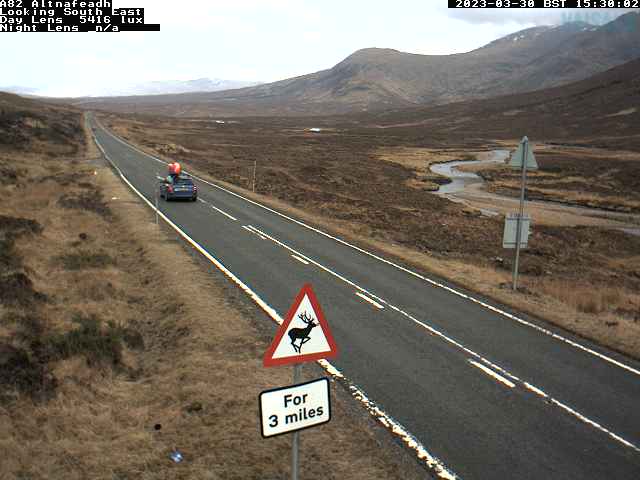 A82 Altnafeadh
2023-03-30 BST 15:30:02
Looking South East
Day Lens 5416 lux
Night Lens n/a
VAISALA
For
3 miles